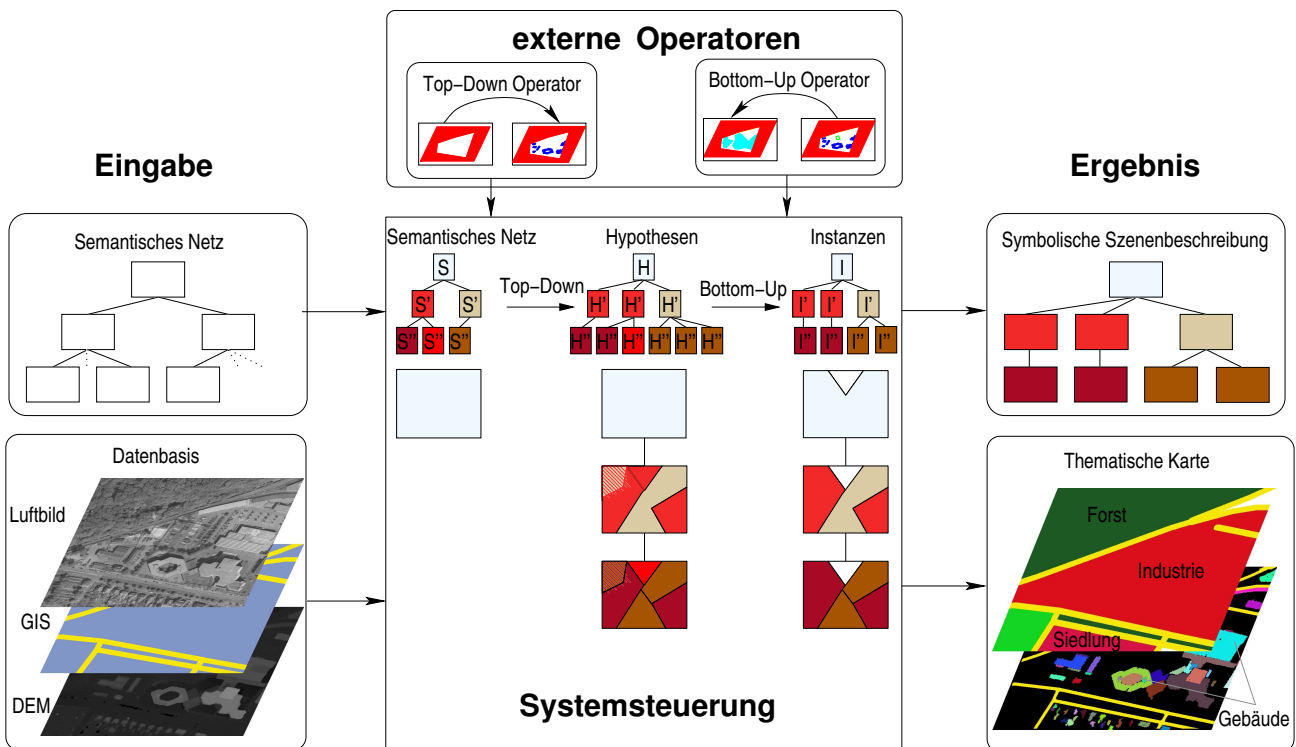 externe Operatoren
Top−Down Operator
Bottom−Up Operator
Eingabe
Ergebnis
Semantisches Netz
Semantisches Netz
Hypothesen
Instanzen
Symbolische Szenenbeschreibung
S
H
I
Top−Down
Bottom−Up
S' S'
H' H' H'
I' I' I'
S'' S'' S''
H'' H'' H'' H'' H'' H''
I'' I'' I'' I''
Datenbasis
Luftbild
GIS
DEM
Thematische Karte
Forst
Industrie
Siedlung
Gebäude
Systemsteuerung